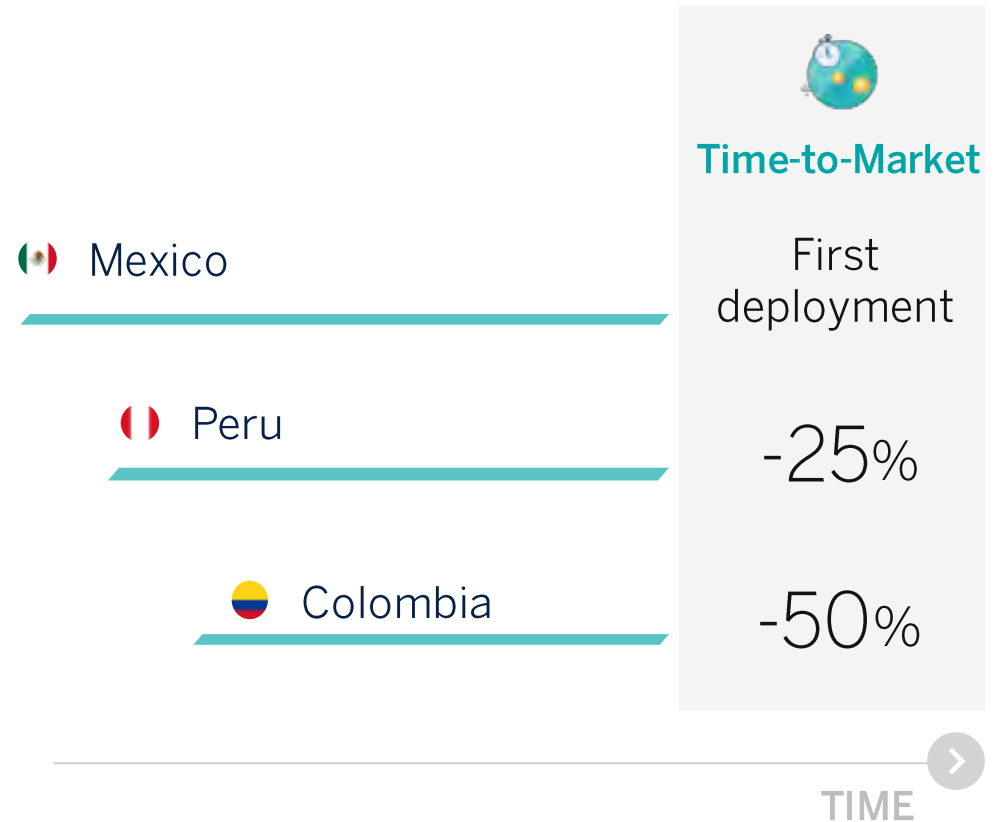 Time-to-Market
Mexico
First
deployment
Peru
-25%
Colombia
-50%
TIME